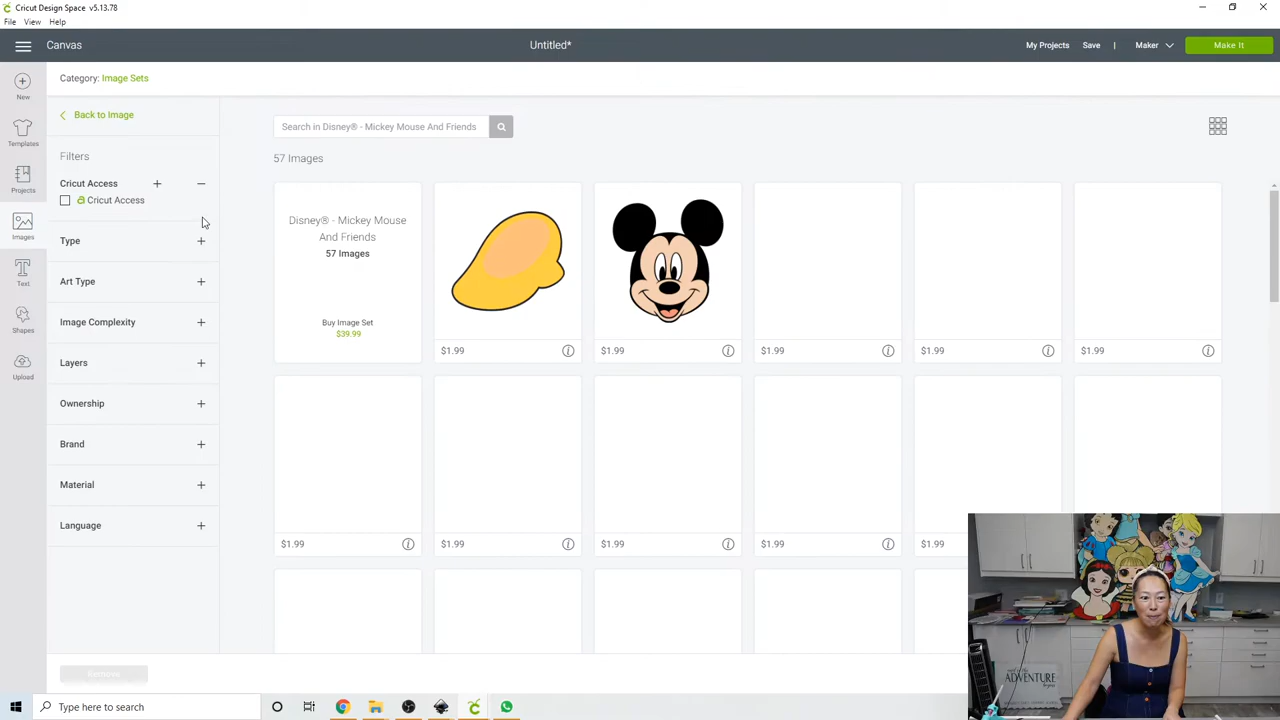 Cricut Design Space v5.13.78
File View Help
Canvas
Untitled*
My Projects Save | Maker Make It
New
Templates
Projects
Images
Text
Shapes
Upload
Category: Image Sets
Back to Image
Filters
Cricut Access
Cricut Access
Type
Art Type
Image Complexity
Layers
Ownership
Brand
Material
Language
Remove
Search in Disney® - Mickey Mouse And Friends
57 Images
Disney® - Mickey Mouse
And Friends
57 Images
Buy Image Set
$39.99
$1.99
$1.99
$1.99
$1.99
$1.99
$1.99
$1.99
$1.99
$1.99
$1.99
ADVENTURE
Type here to search